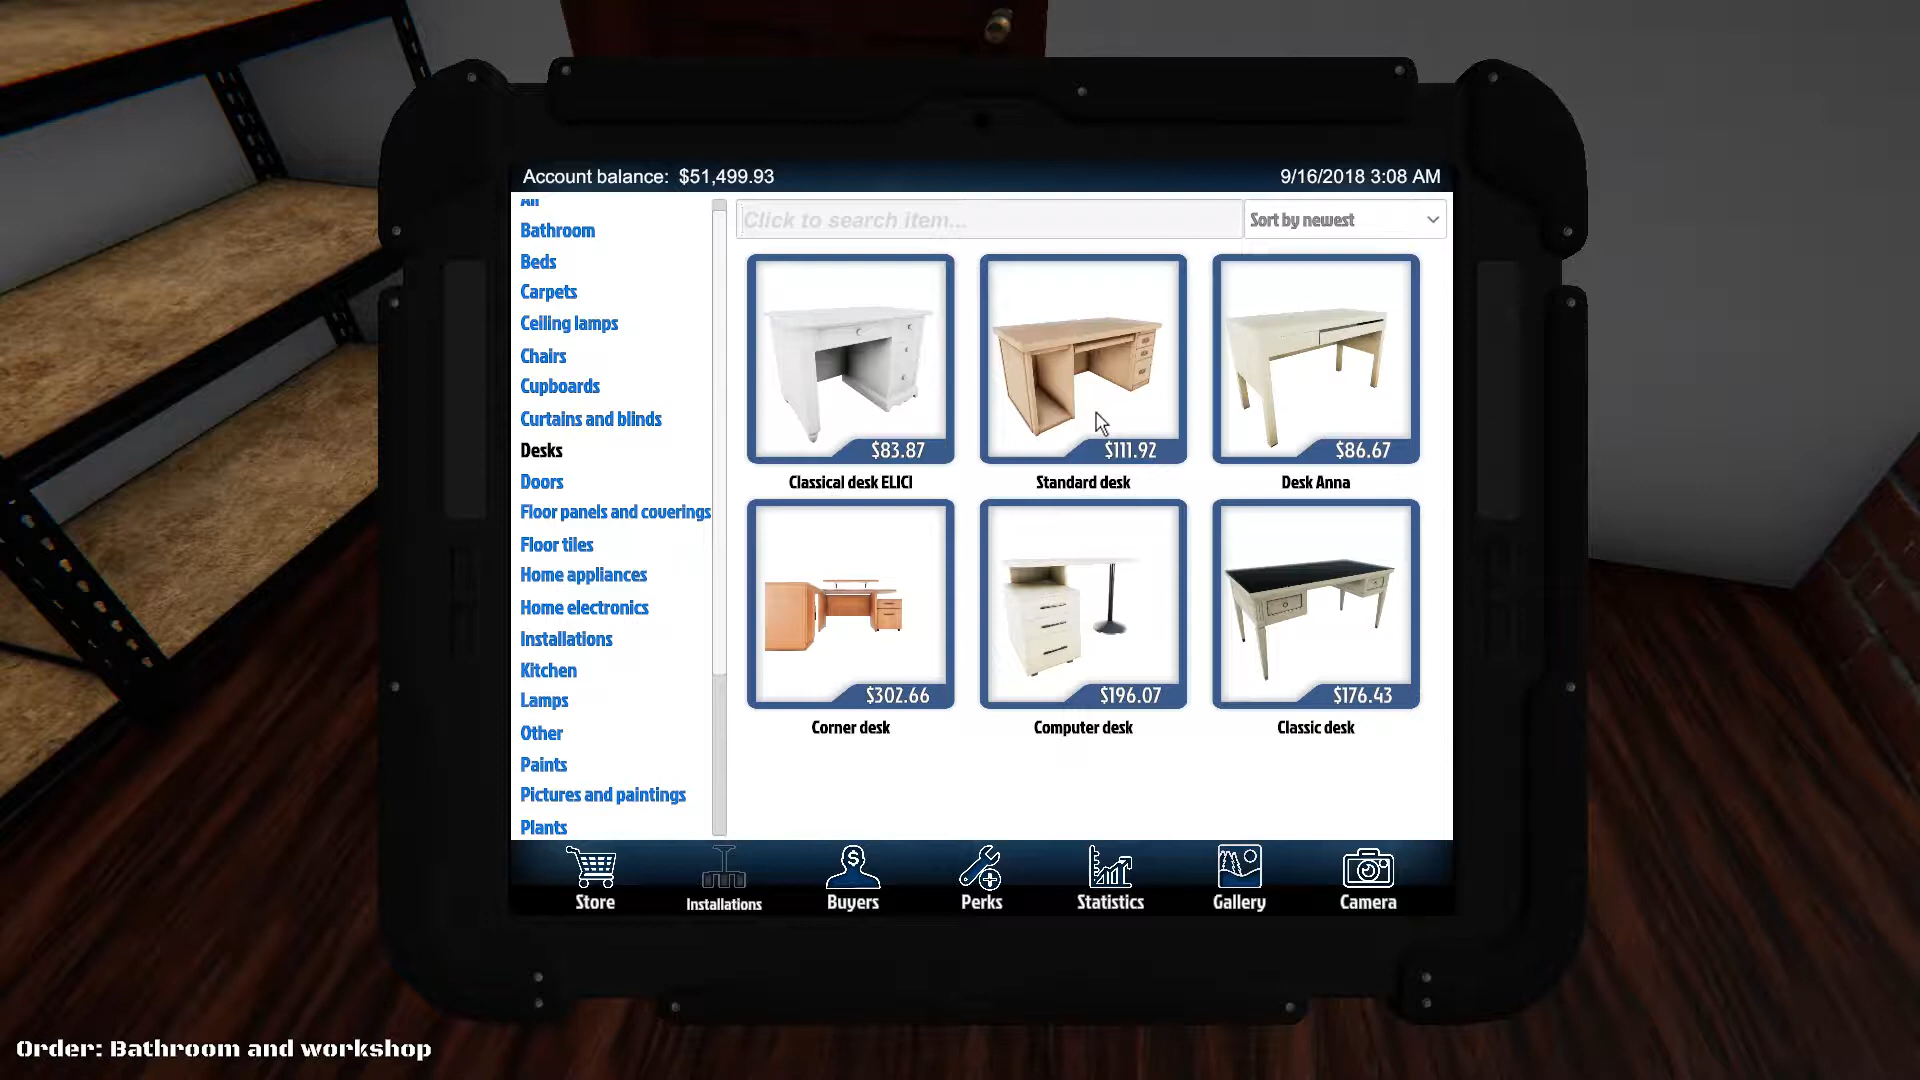 Account balance: $51,499.93
9/16/2018 3:08 AM
All
Bathroom
Beds
Carpets
Ceiling lamps
Chairs
Cupboards
Curtains and blinds
Desks
Doors
Floor panels and coverings
Floor tiles
Home appliances
Home electronics
Installations
Kitchen
Lamps
Other
Paints
Pictures and paintings
Plants
Click to search item...
Sort by newest
$83.87
$111.92
$86.67
Classical desk ELICI
Standard desk
Desk Anna
$302.66
$196.07
$176.43
Corner desk
Computer desk
Classic desk
Store
Installations
Buyers
Perks
Statistics
Gallery
Camera
Order: Bathroom and workshop